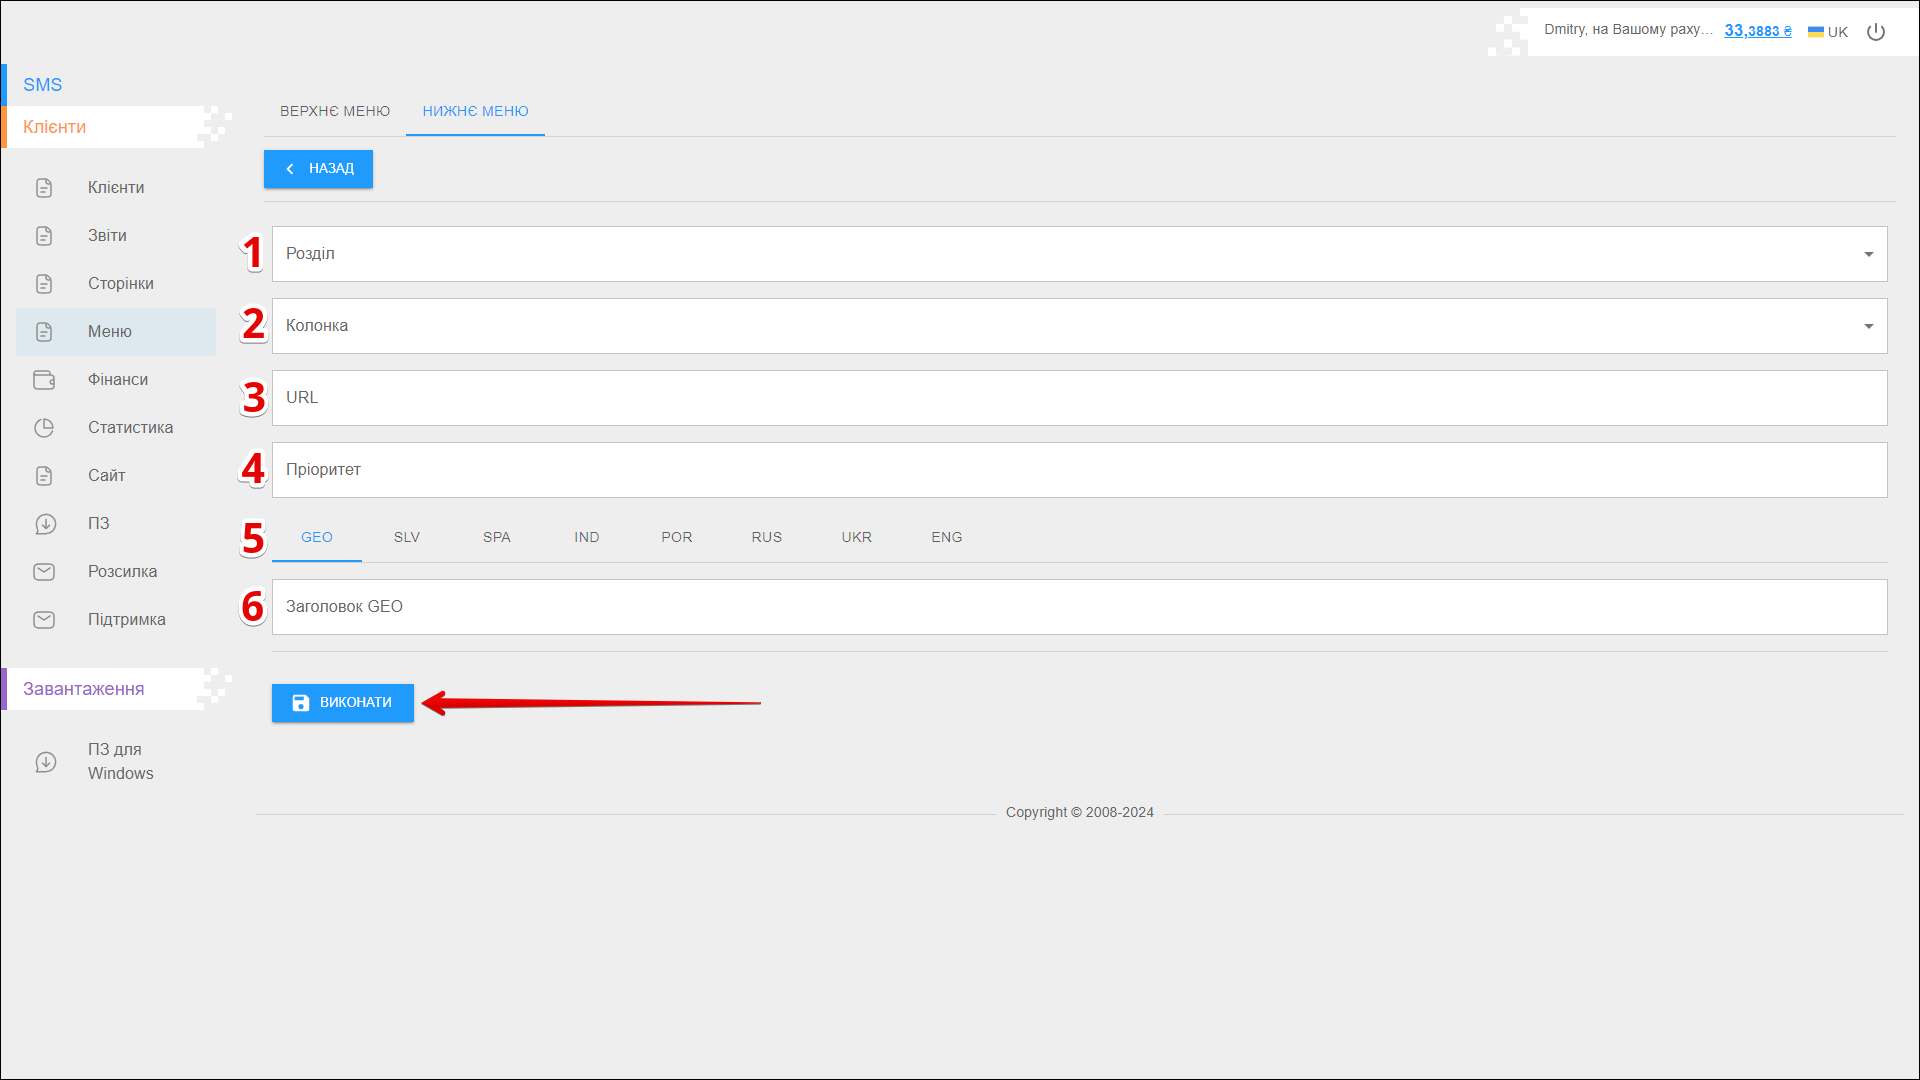 Dmitry, на Вашому раху... 33,3883 ₴ UK
SMS
Клієнти
Клієнти
Звіти
Сторінки
Меню
Фінанси
Статистика
Сайт
ПЗ
Розсилка
Підтримка
Завантаження
ПЗ для
Windows
ВЕРХНЄ МЕНЮ НИЖНЄ МЕНЮ
НАЗАД
1 Розділ
2 Колонка
3 URL
4 Пріоритет
5 GEO SLV SPA IND POR RUS UKR ENG
6 Заголовок GEO
ВИКОНАТИ
Copyright © 2008-2024